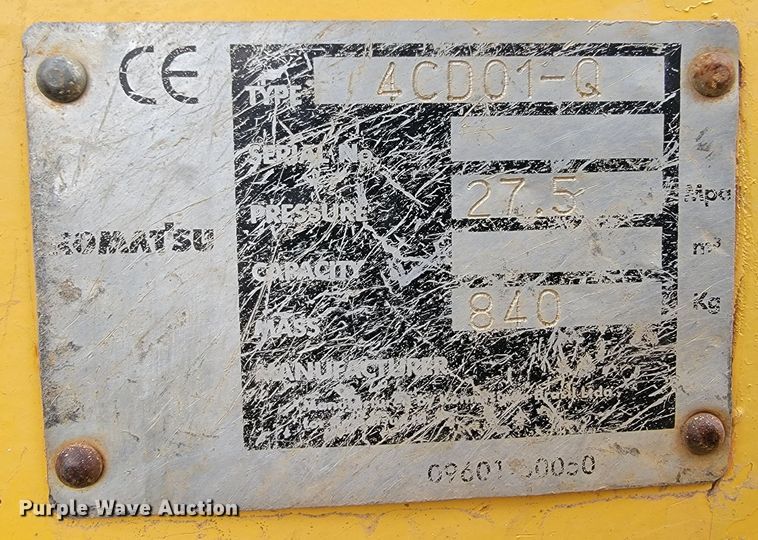 CE
TYPE 4CD01-Q
SERIAL No
PRESSURE 27.5 Mpa
KOMATSU
CAPACITY m³
MASS 840 Kg
MANUFACTURER
Purple Wave Auction